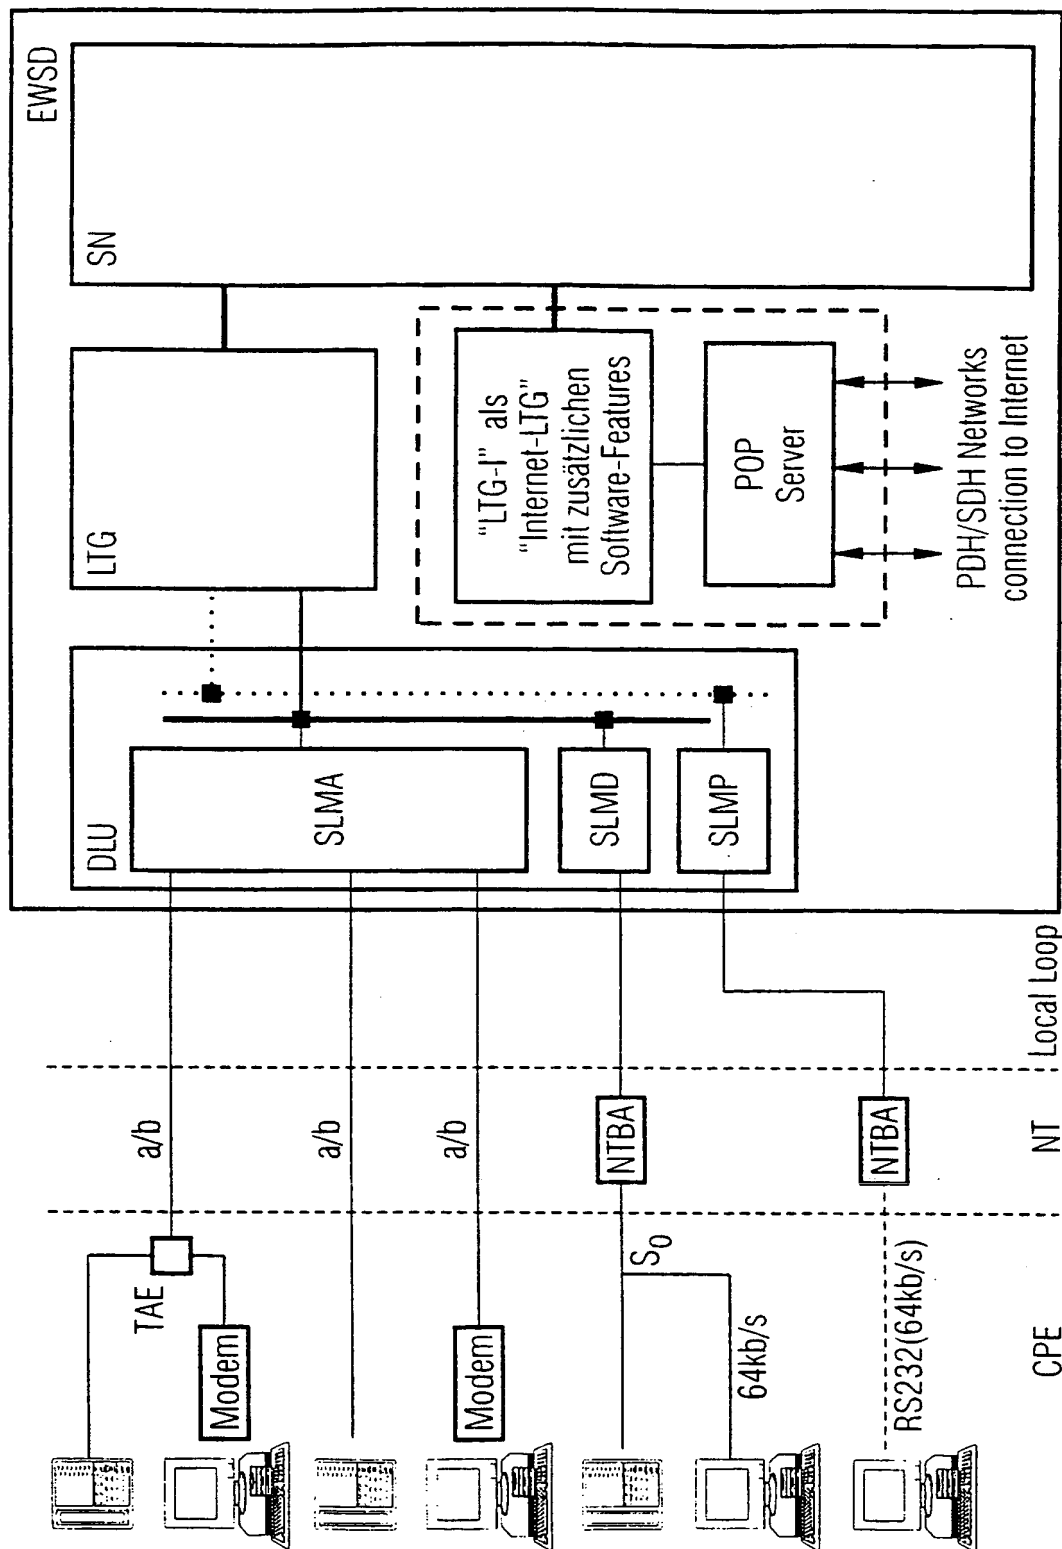 EWSD
SN
LTG
"LTG-I" als
"Internet-LTG"
mit zusätzlichen
Software-Features
POP
Server
PDH/SDH Networks
connection to Internet
DLU
SLMA
SLMD
SLMP
a/b
a/b
a/b
NTBA
NTBA
TAE
Modem
Modem
S0
64kb/s
RS232(64kb/s)
CPE
NT
Local Loop